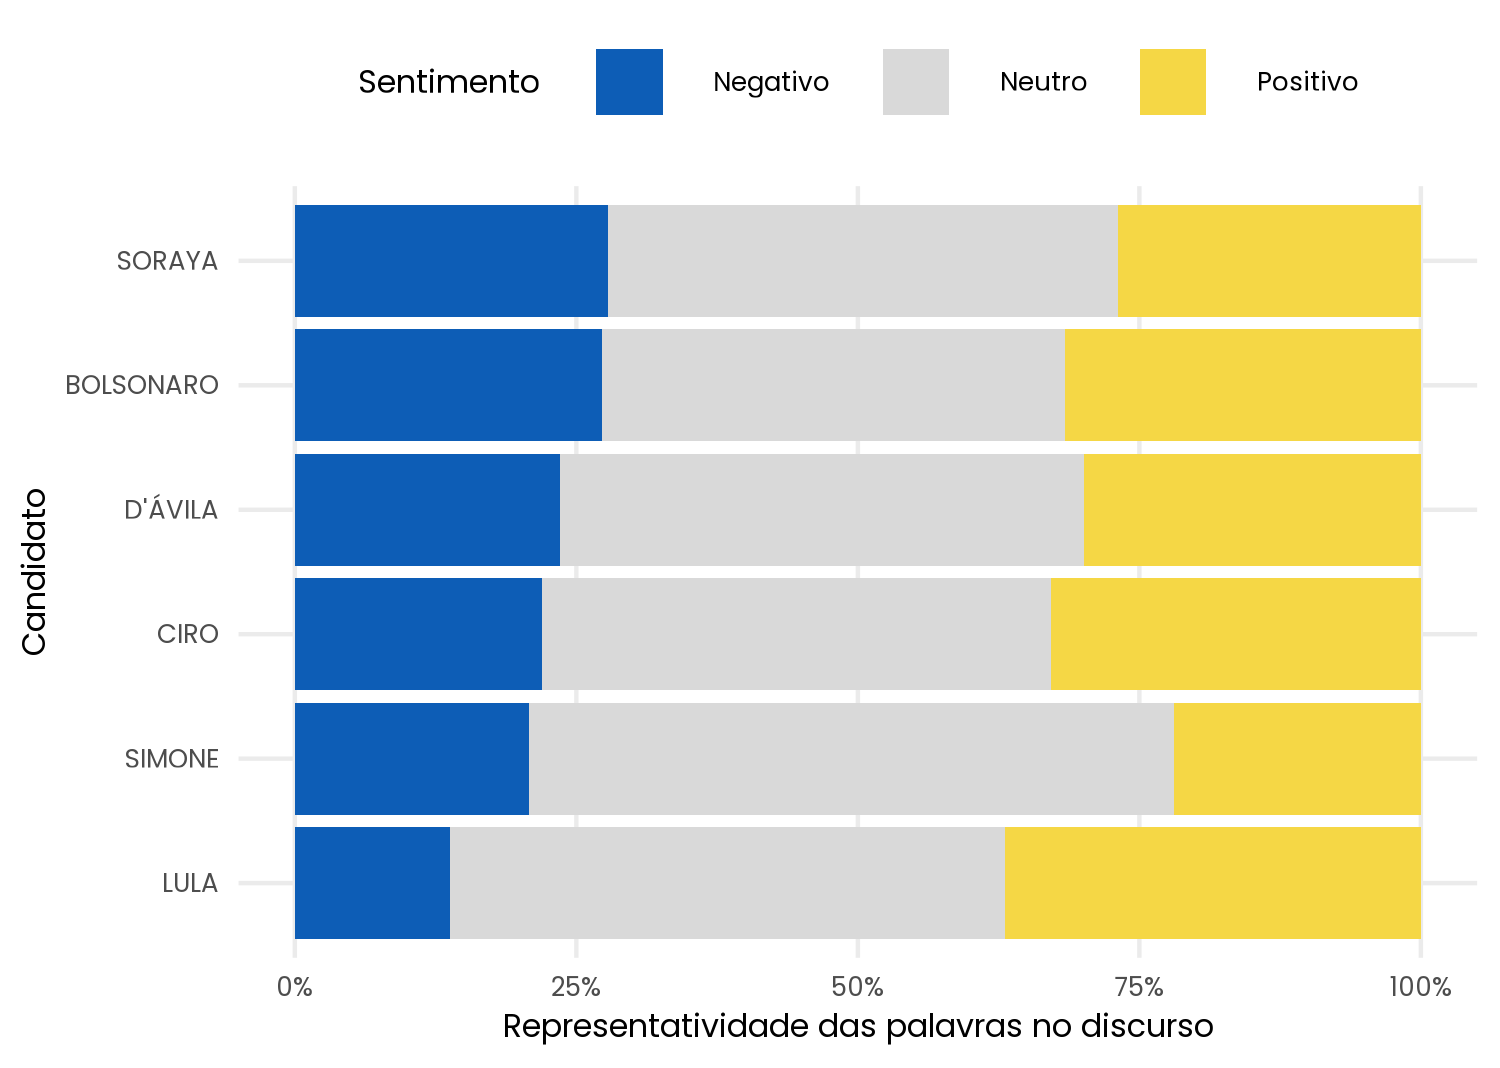 Sentimento Negativo Neutro Positivo
SORAYA
BOLSONARO
D'ÁVILA
CIRO
SIMONE
LULA
Candidato
0% 25% 50% 75% 100%
Representatividade das palavras no discurso